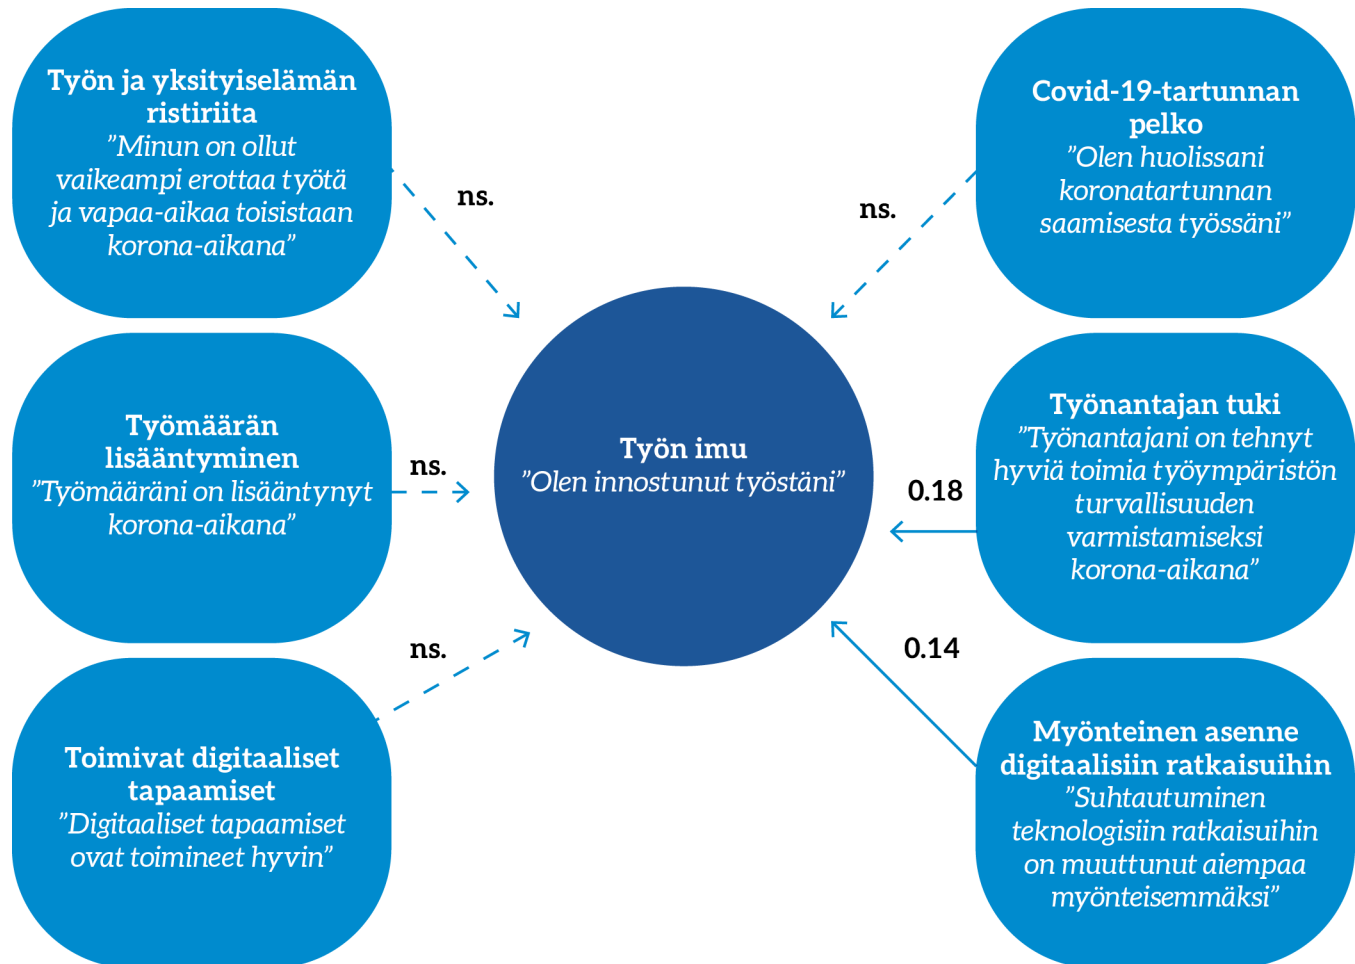 Työn ja yksityiselämän
ristiriita
”Minun on ollut
vaikeampi erottaa työtä
ja vapaa-aikaa toisistaan
korona-aikana”
ns.
Työmäärän
lisääntyminen
”Työmääräni on lisääntynyt
korona-aikana”
ns.
Toimivat digitaaliset
tapaamiset
”Digitaaliset tapaamiset
ovat toimineet hyvin”
ns.
Työn imu
”Olen innostunut työstäni”
Covid-19-tartunnan
pelko
”Olen huolissani
koronatartunnan
saamisesta työssäni”
ns.
Työnantajan tuki
”Työnantajani on tehnyt
hyviä toimia työympäristön
turvallisuuden
varmistamiseksi
korona-aikana”
0.18
Myönteinen asenne
digitaalisiin ratkaisuihin
”Suhtautuminen
teknologisiin ratkaisuihin
on muuttunut aiempaa
myönteisemmäksi”
0.14